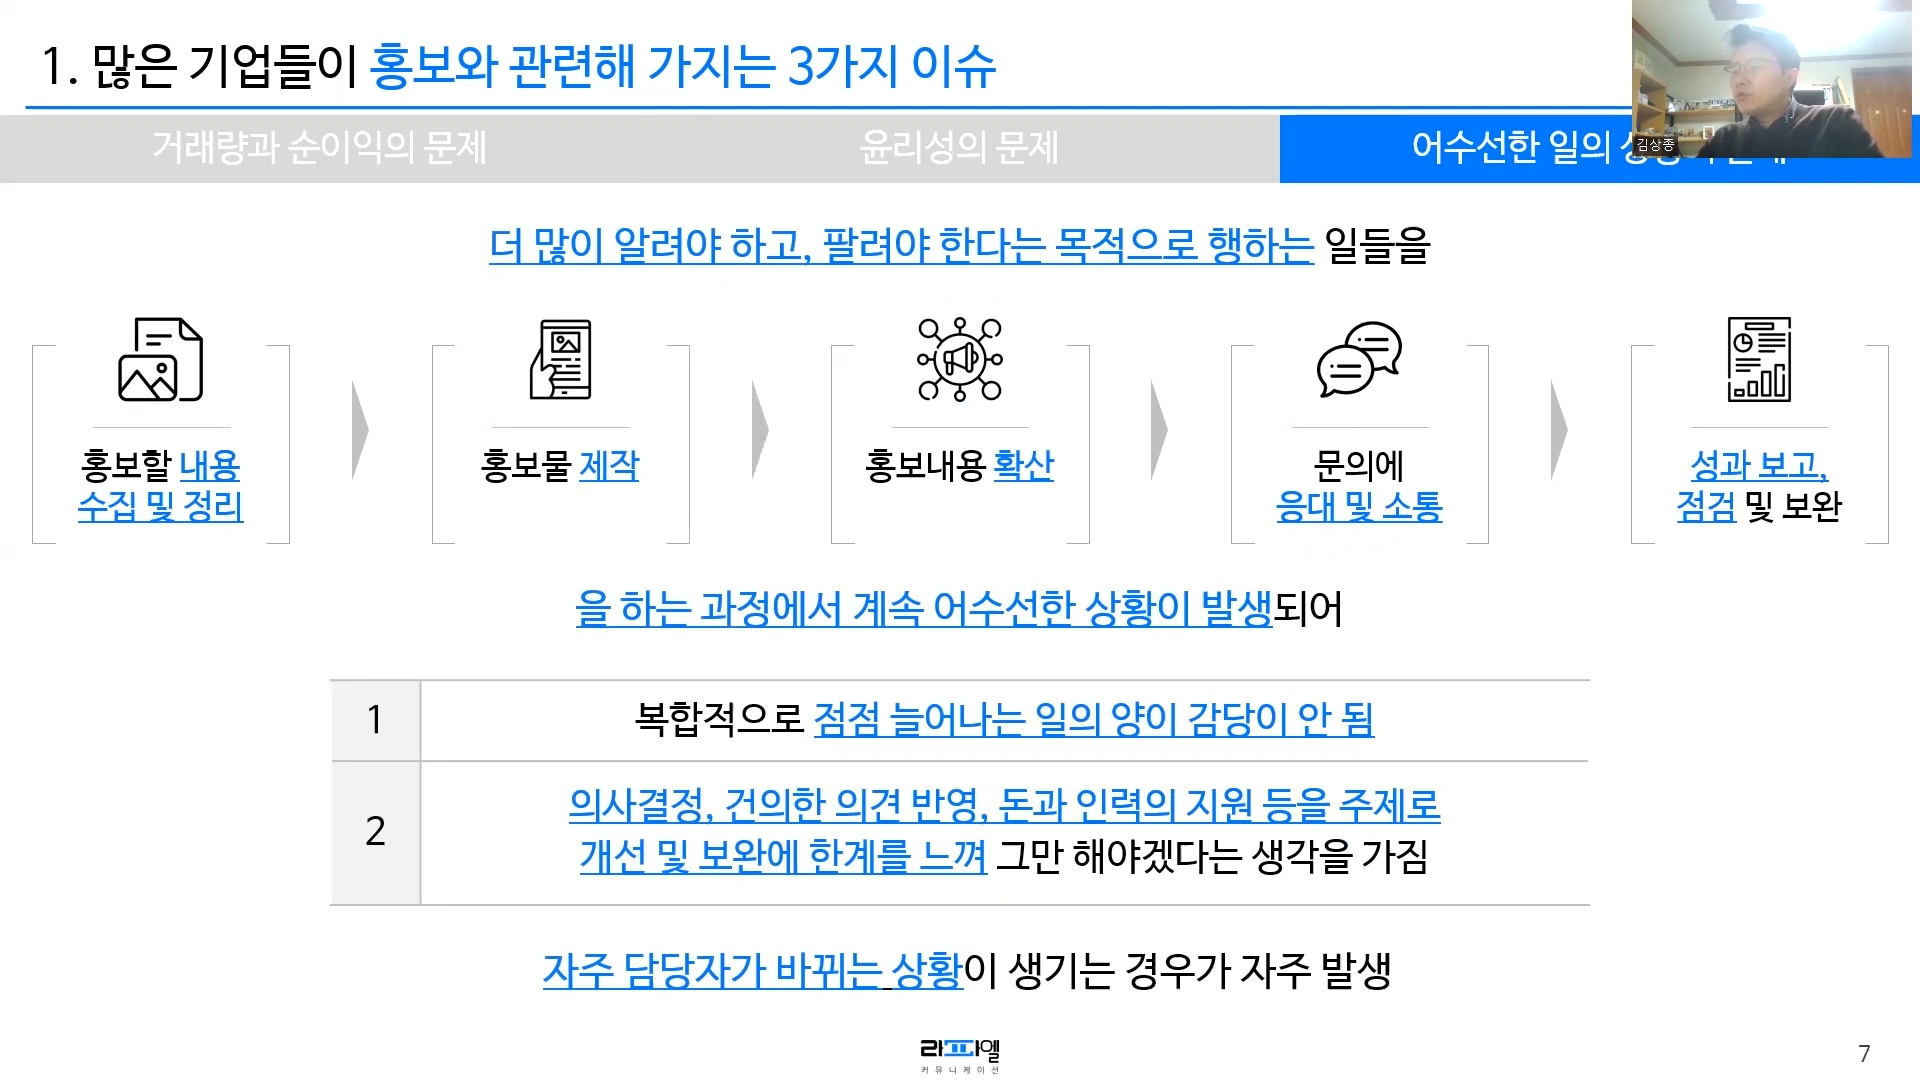 1. 많은 기업들이 홍보와 관련해 가지는 3가지 이슈
김상종
거래량과 순이익의 문제
윤리성의 문제
어수선한 일의
더 많이 알려야 하고, 팔려야 한다는 목적으로 행하는 일들을
홍보할 내용
수집 및 정리
홍보물 제작
홍보내용 확산
문의에
응대 및 소통
성과 보고,
점검 및 보완
을 하는 과정에서 계속 어수선한 상황이 발생되어
1
복합적으로 점점 늘어나는 일의 양이 감당이 안 됨
2
의사결정, 건의한 의견 반영, 돈과 인력의 지원 등을 주제로
개선 및 보완에 한계를 느껴 그만 해야겠다는 생각을 가짐
자주 담당자가 바뀌는 상황이 생기는 경우가 자주 발생
라파엘
커뮤니케이션
7